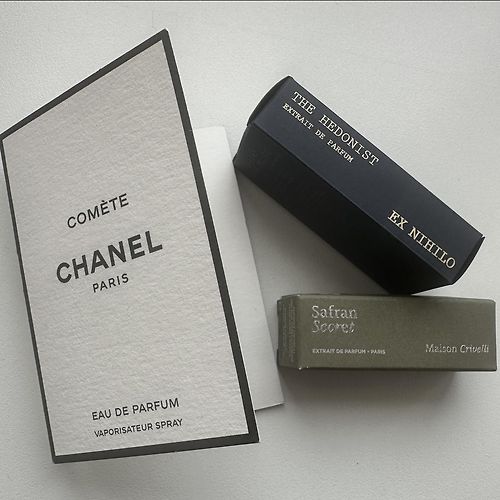 COMÈTE
CHANEL
PARIS
EAU DE PARFUM
VAPORISATEUR SPRAY
THE HEDONIST
EXTRAIT DE PARFUM
EX NIHILO
Safran
Secret
EXTRAIT DE PARFUM - PARIS
Maison Crivelli